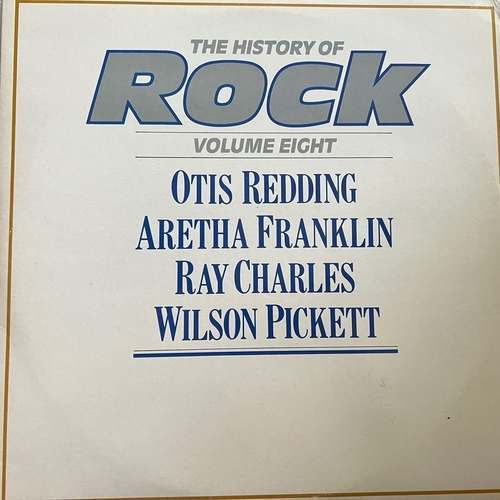 THE HISTORY OF
ROCK
VOLUME EIGHT
OTIS REDDING
ARETHA FRANKLIN
RAY CHARLES
WILSON PICKETT